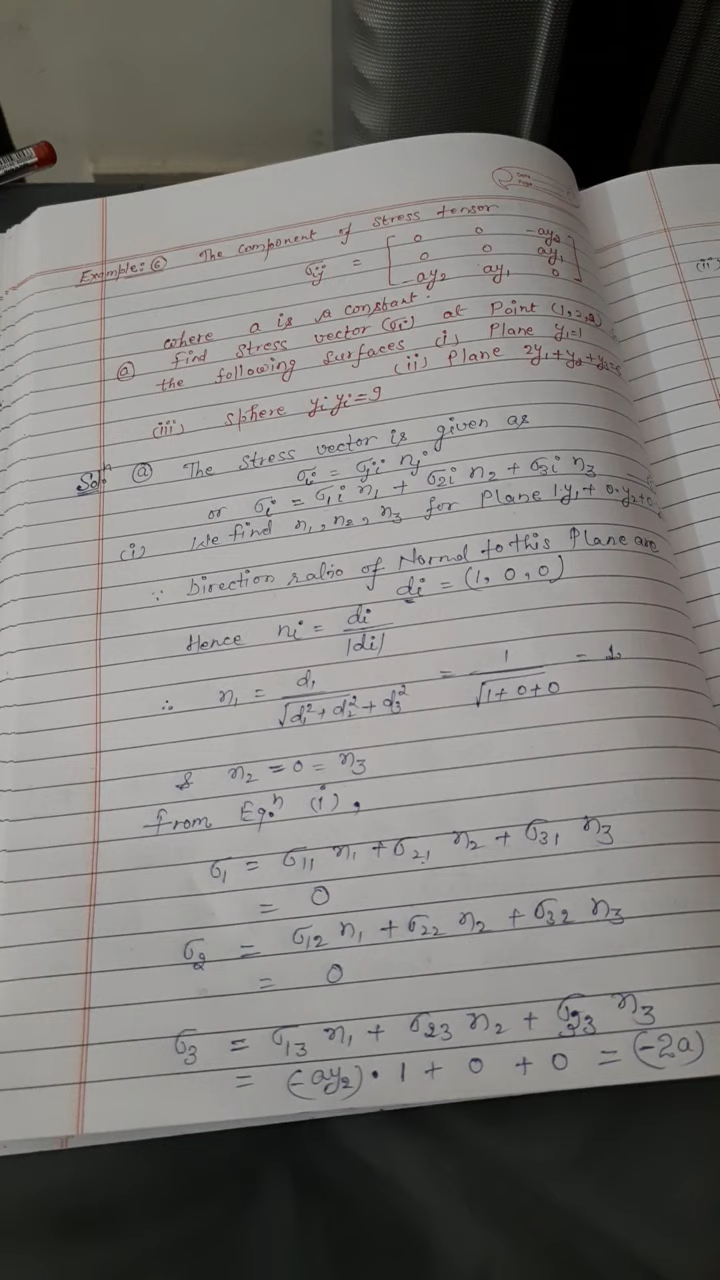 Example: 6 The component of stress tensor
σij = [ 0 0 -ay2
0 0 ay1
-ay2 ay1 0 ]
where a is a constant.
(a) Find stress vector (σi) at Point (1,2,2)
the following surfaces (i) Plane y1=1
(ii) Plane 2y1+y2+y3=
(iii) sphere yi yi=9
Solⁿ (a) The stress vector is given as
σi = σji nj
or σi = σ1i n1 + σ2i n2 + σ3i n3
(i) We find n1, n2, n3 for Plane 1.y1 + 0.y2+0
∵ Direction ratio of Normal to this Plane are
di = (1, 0, 0)
Hence ni = di / |di|
∴ n1 = d1 / √d1²+d2²+d3² = 1 / √1+0+0 = 1.
& n2 = 0 = n3
from Eqⁿ (i),
σ1 = σ11 n1 + σ21 n2 + σ31 n3
= 0
σ2 = σ12 n1 + σ22 n2 + σ32 n3
= 0
σ3 = σ13 n1 + σ23 n2 + σ33 n3
= (-ay2) • 1 + 0 + 0 = (-2a)
(ii)